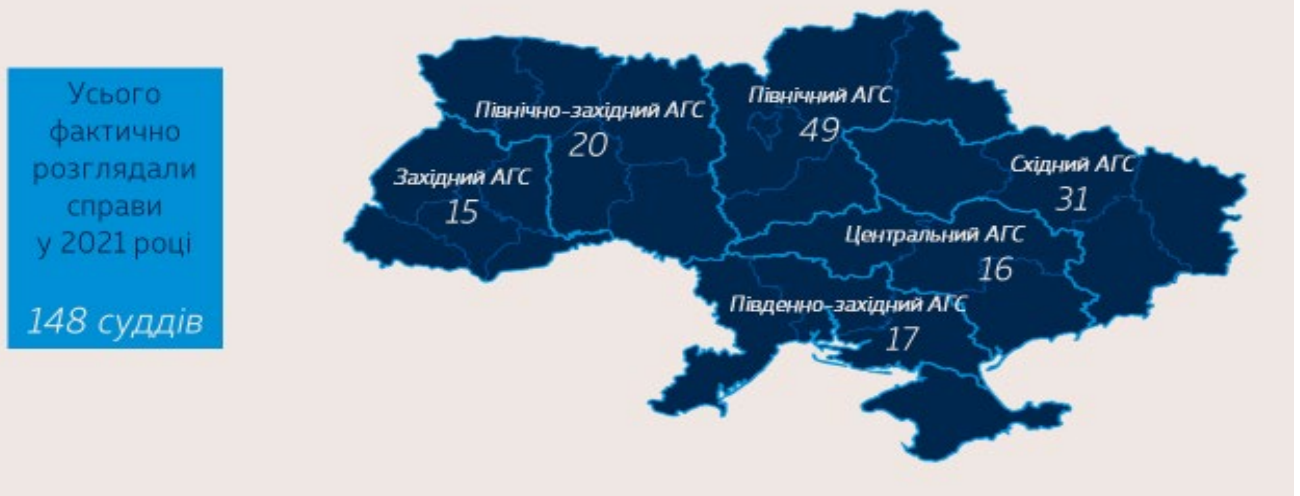 Усього
фактично
розглядали
справи
у 2021 році
148 суддів
Північно-західний АГС
20
Північний АГС
49
Західний АГС
15
Східний АГС
31
Центральний АГС
16
Південно-західний АГС
17